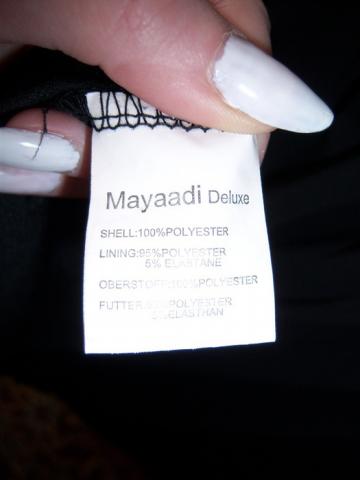 Mayaadi Deluxe
SHELL:100%POLYESTER
LINING:95%POLYESTER
5% ELASTANE
OBERSTOFF:100%POLYESTER
FUTTER:95%POLYESTER
5%ELASTHAN